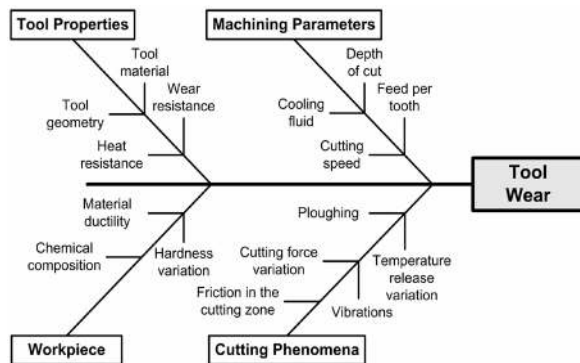 Tool Properties
Machining Parameters
Tool
material
Wear
resistance
Tool
geometry
Heat
resistance
Depth
of cut
Feed per
tooth
Cooling
fluid
Cutting
speed
Tool
Wear
Material
ductility
Hardness
variation
Chemical
composition
Ploughing
Temperature
release
variation
Cutting force
variation
Vibrations
Friction in the
cutting zone
Workpiece
Cutting Phenomena